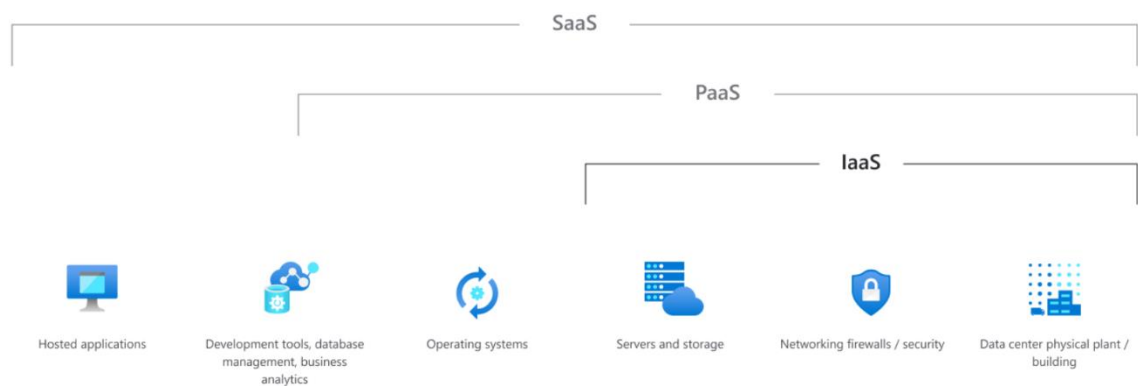 SaaS
PaaS
IaaS
Hosted applications
Development tools, database
management, business
analytics
Operating systems
Servers and storage
Networking firewalls / security
Data center physical plant /
building